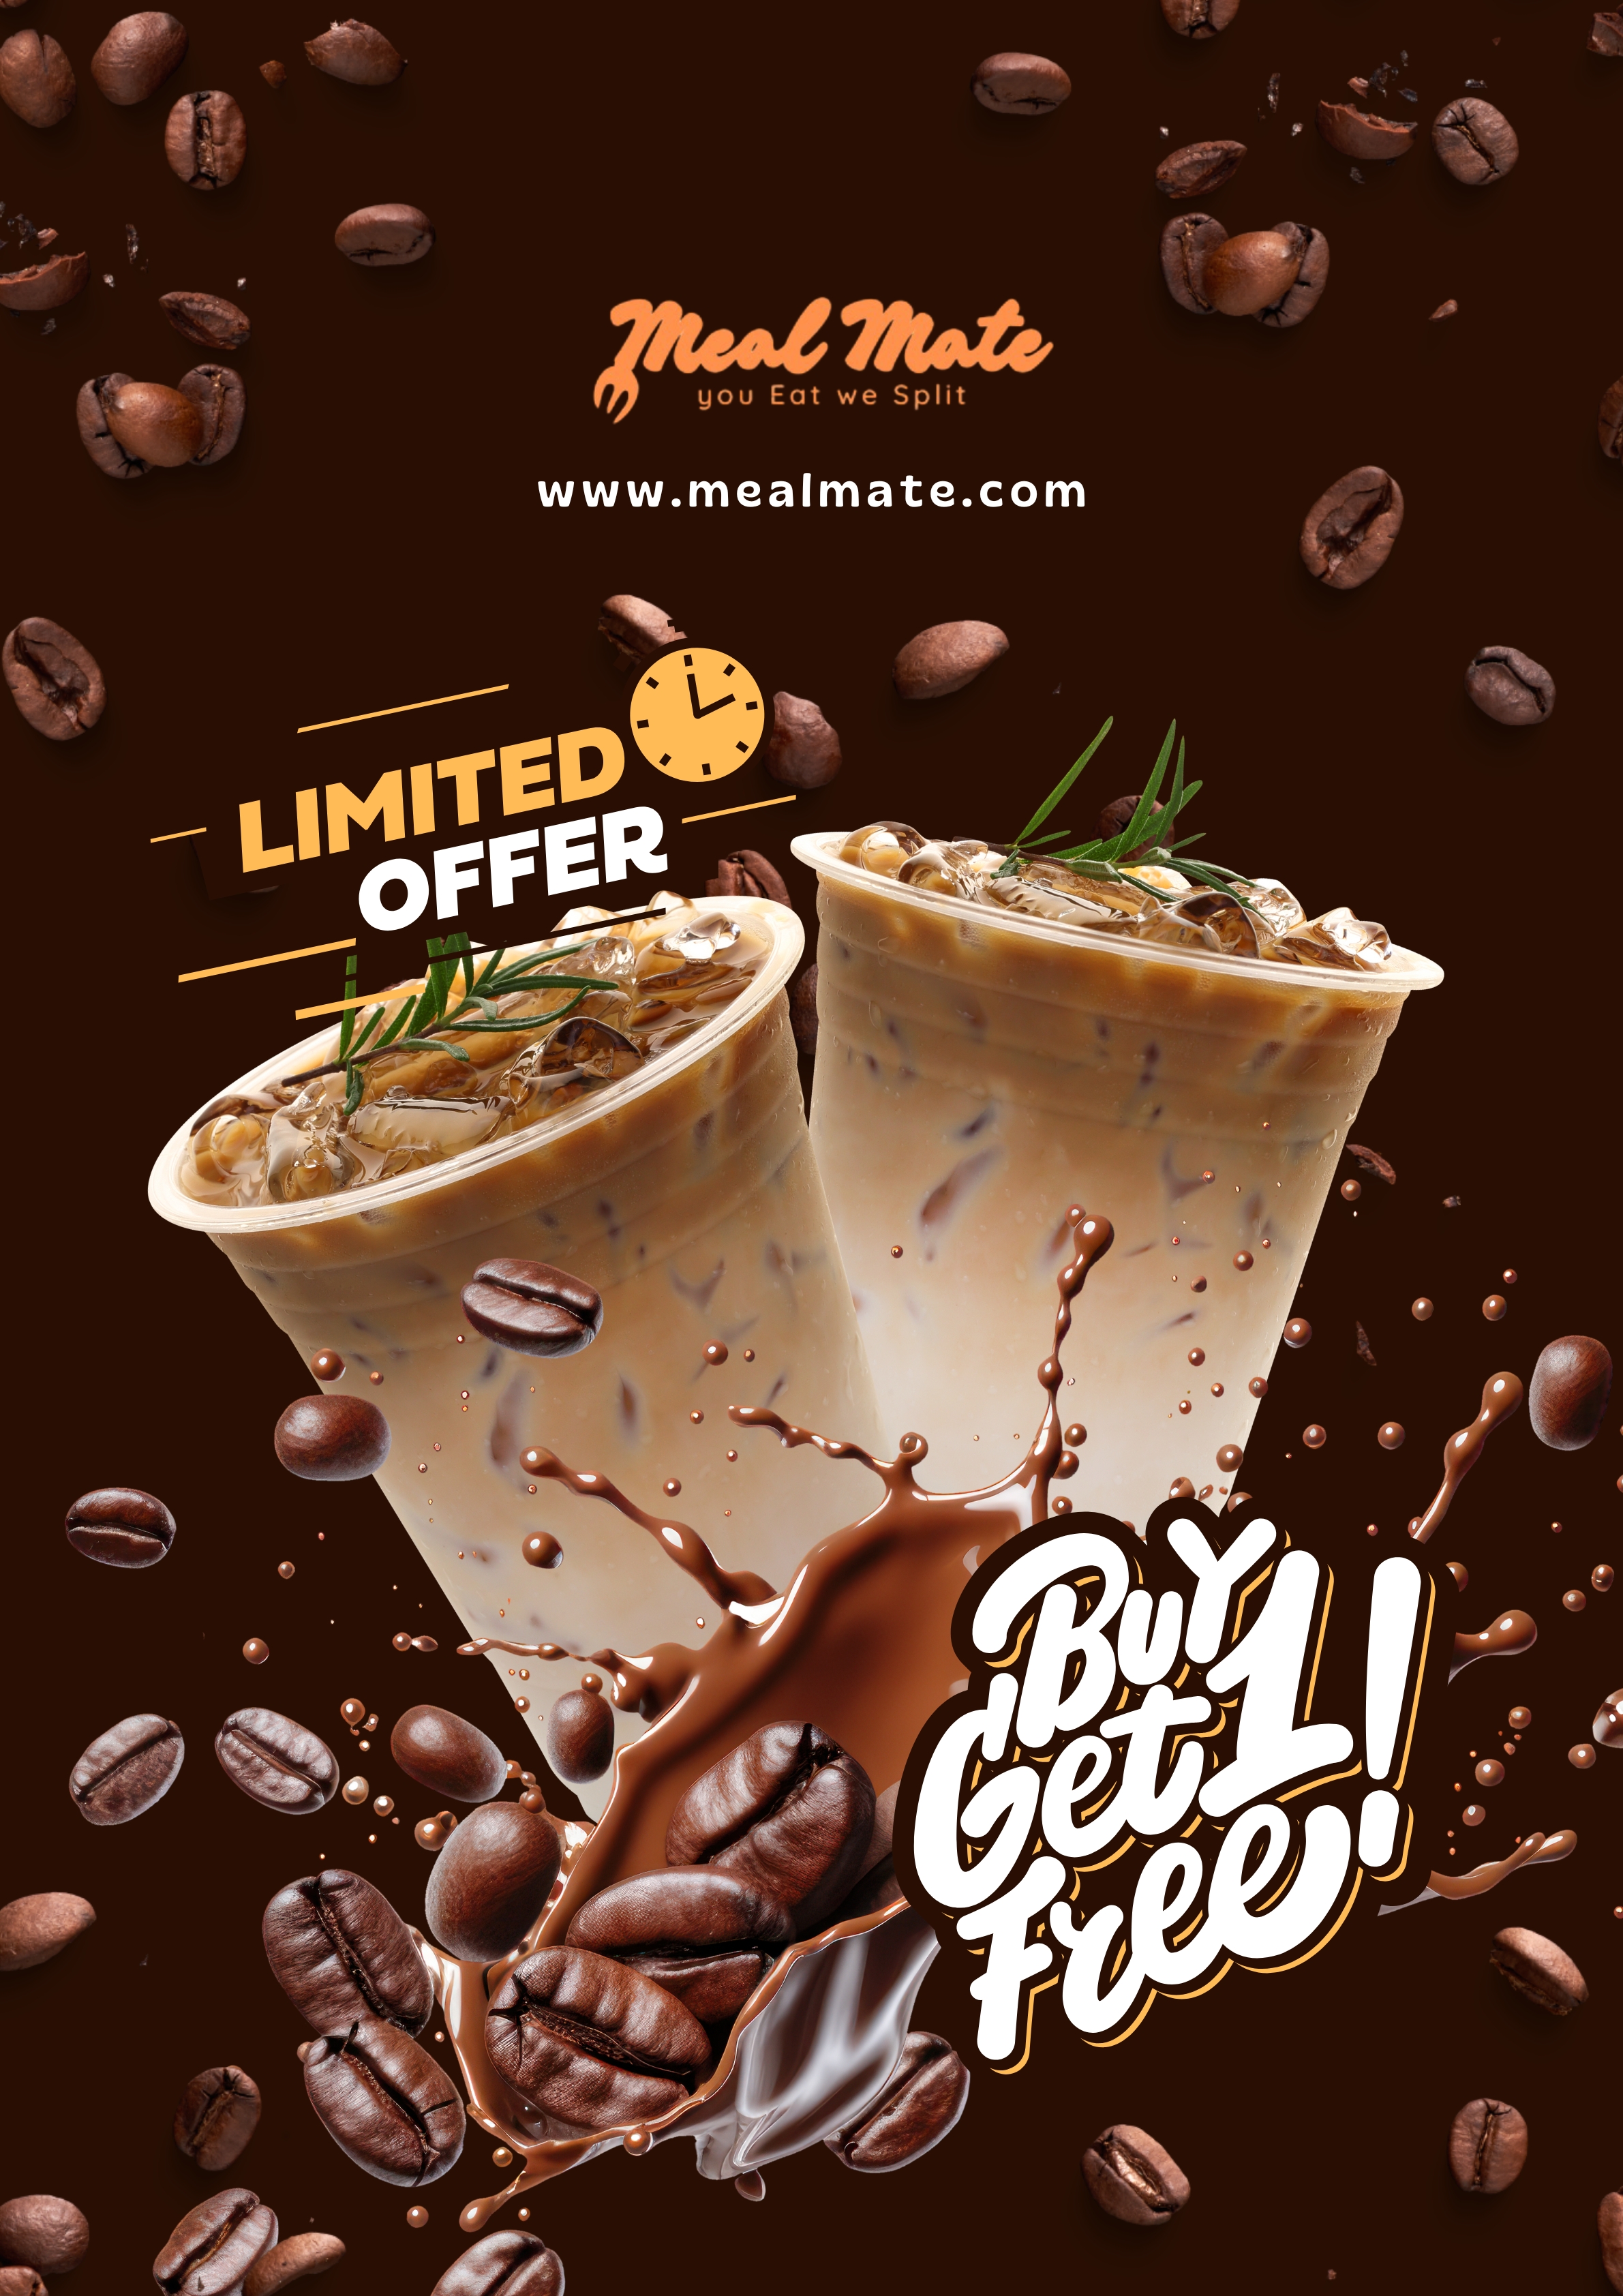 Meal Mate
you Eat we Split
www.mealmate.com
LIMITED
OFFER
Buy 1!
Get
Free!